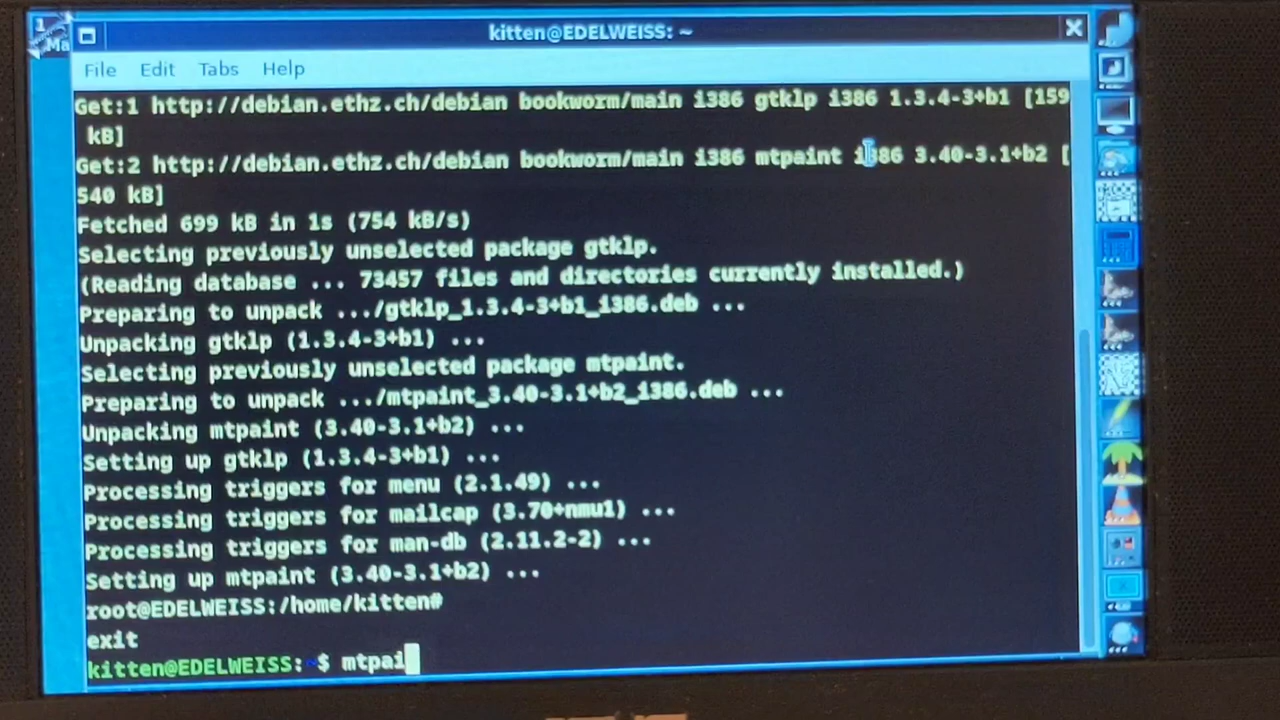 1
Ma
kitten@EDELWEISS: ~
File Edit Tabs Help
Get:1 http://debian.ethz.ch/debian bookworm/main i386 gtklp i386 1.3.4-3+b1 [159
kB]
Get:2 http://debian.ethz.ch/debian bookworm/main i386 mtpaint i386 3.40-3.1+b2 [
540 kB]
Fetched 699 kB in 1s (754 kB/s)
Selecting previously unselected package gtklp.
(Reading database ... 73457 files and directories currently installed.)
Preparing to unpack .../gtklp_1.3.4-3+b1_i386.deb ...
Unpacking gtklp (1.3.4-3+b1) ...
Selecting previously unselected package mtpaint.
Preparing to unpack .../mtpaint_3.40-3.1+b2_i386.deb ...
Unpacking mtpaint (3.40-3.1+b2) ...
Setting up gtklp (1.3.4-3+b1) ...
Processing triggers for menu (2.1.49) ...
Processing triggers for mailcap (3.70+nmu1) ...
Processing triggers for man-db (2.11.2-2) ...
Setting up mtpaint (3.40-3.1+b2) ...
root@EDELWEISS:/home/kitten#
exit
kitten@EDELWEISS:~$ mtpai